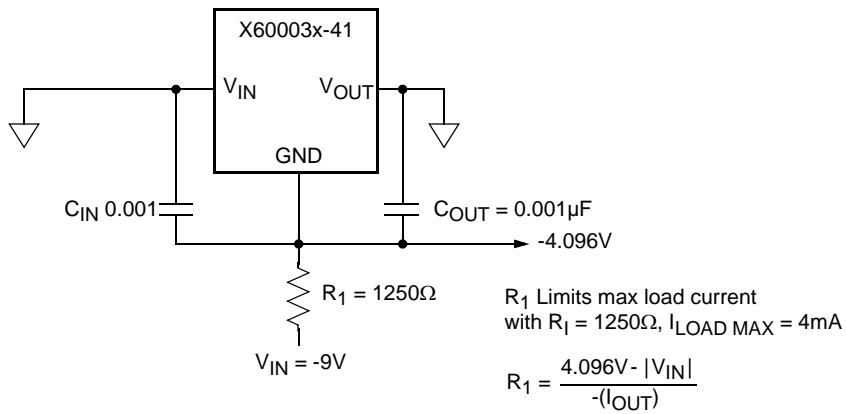 X60003x-41
VIN
VOUT
GND
CIN 0.001
COUT = 0.001µF
-4.096V
R1 = 1250Ω
VIN = -9V
R1 Limits max load current
with RI = 1250Ω, ILOAD MAX = 4mA
R1 = 4.096V - |VIN|
-(IOUT)